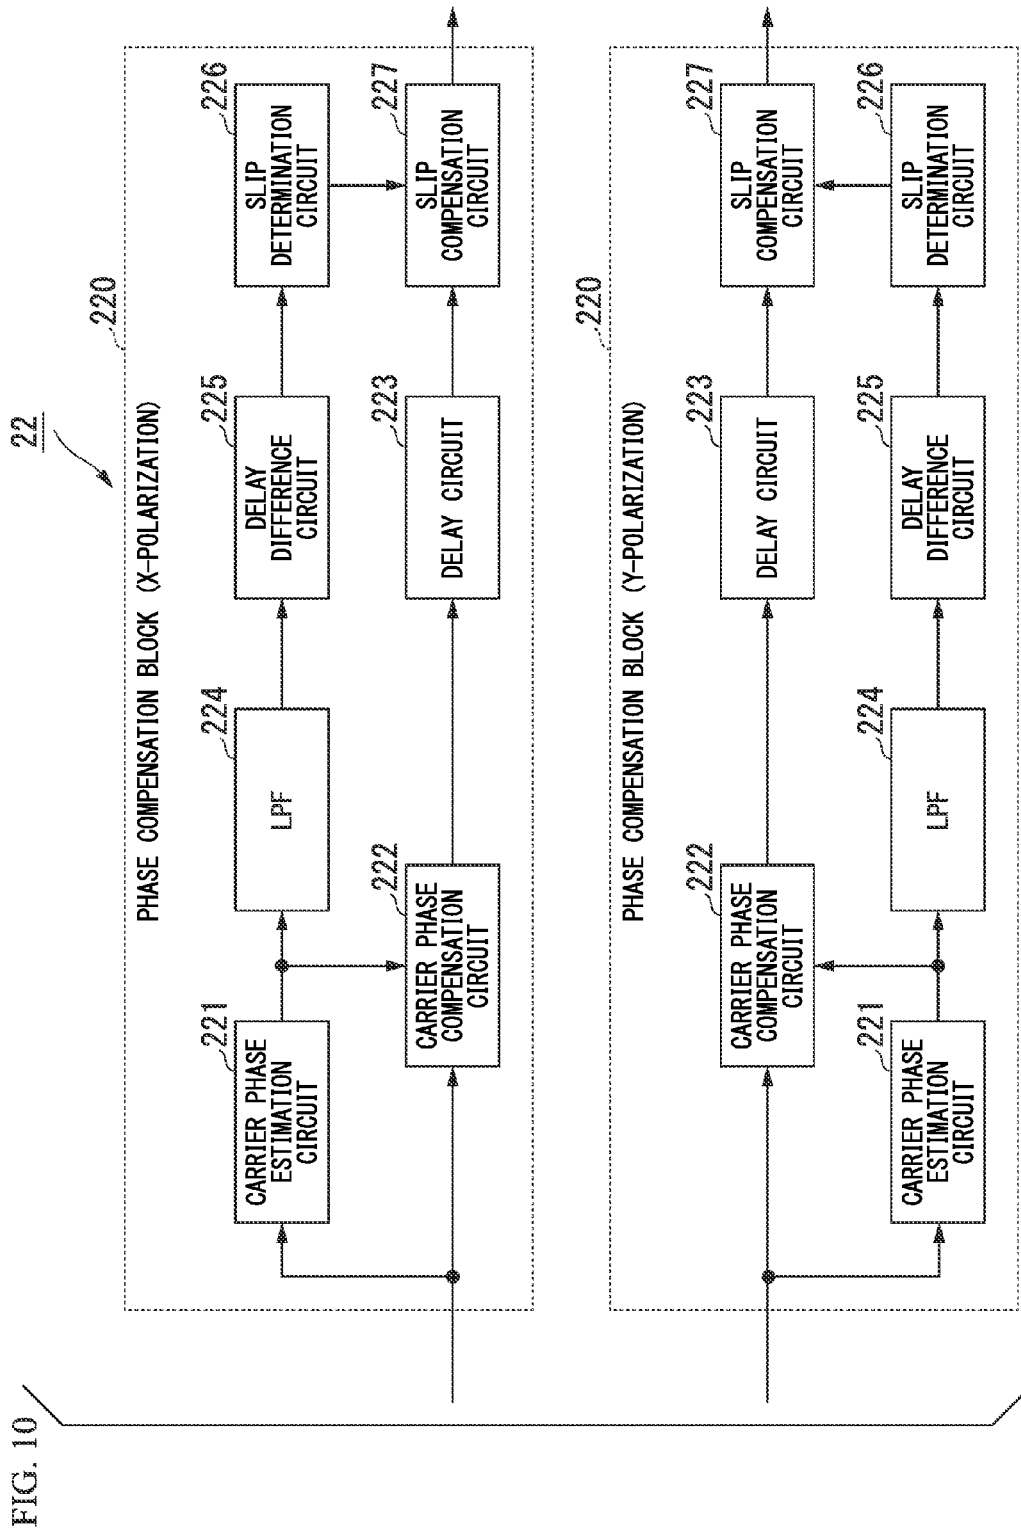 FIG. 10
22
220
PHASE COMPENSATION BLOCK (X-POLARIZATION)
221
CARRIER PHASE
ESTIMATION
CIRCUIT
224
LPF
225
DELAY
DIFFERENCE
CIRCUIT
226
SLIP
DETERMINATION
CIRCUIT
222
CARRIER PHASE
COMPENSATION
CIRCUIT
223
DELAY CIRCUIT
227
SLIP
COMPENSATION
CIRCUIT
220
PHASE COMPENSATION BLOCK (Y-POLARIZATION)
222
CARRIER PHASE
COMPENSATION
CIRCUIT
223
DELAY CIRCUIT
227
SLIP
COMPENSATION
CIRCUIT
221
CARRIER PHASE
ESTIMATION
CIRCUIT
224
LPF
225
DELAY
DIFFERENCE
CIRCUIT
226
SLIP
DETERMINATION
CIRCUIT